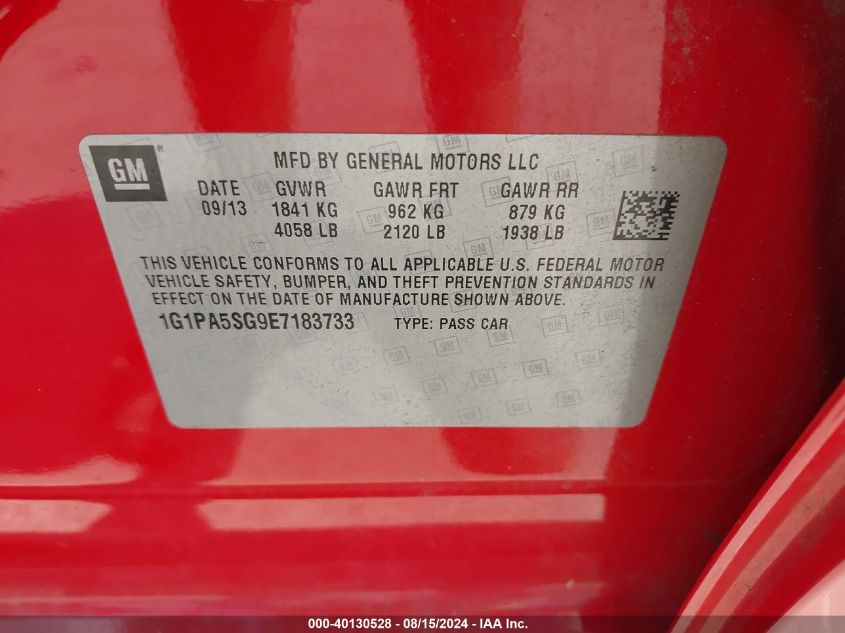 GM®
MFD BY GENERAL MOTORS LLC
DATE GVWR GAWR FRT GAWR RR
09/13 1841 KG 962 KG 879 KG
4058 LB 2120 LB 1938 LB
THIS VEHICLE CONFORMS TO ALL APPLICABLE U.S. FEDERAL MOTOR
VEHICLE SAFETY, BUMPER, AND THEFT PREVENTION STANDARDS IN
EFFECT ON THE DATE OF MANUFACTURE SHOWN ABOVE.
1G1PA5SG9E7183733 TYPE: PASS CAR
000-40130528 - 08/15/2024 - IAA Inc.